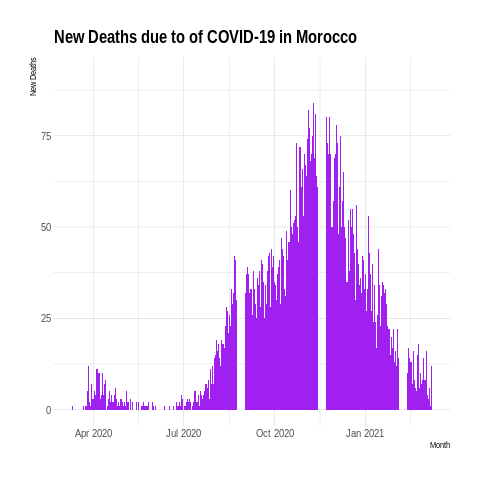 New Deaths due to of COVID-19 in Morocco
New Deaths
75
50
25
0
Apr 2020 Jul 2020 Oct 2020 Jan 2021
Month